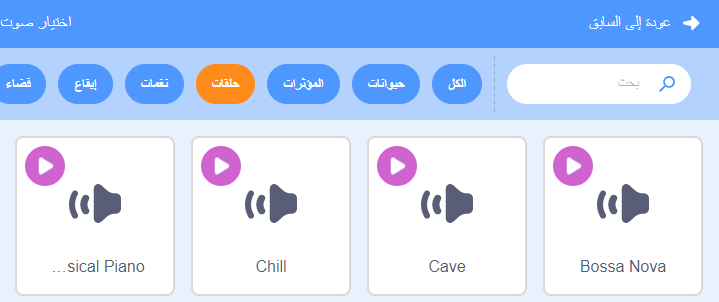 عودة إلى السابق
اختيار صوت
بحث
الكل
حيوانات
المؤثرات
حلقات
نغمات
إيقاع
فضاء
Bossa Nova
Cave
Chill
...sical Piano